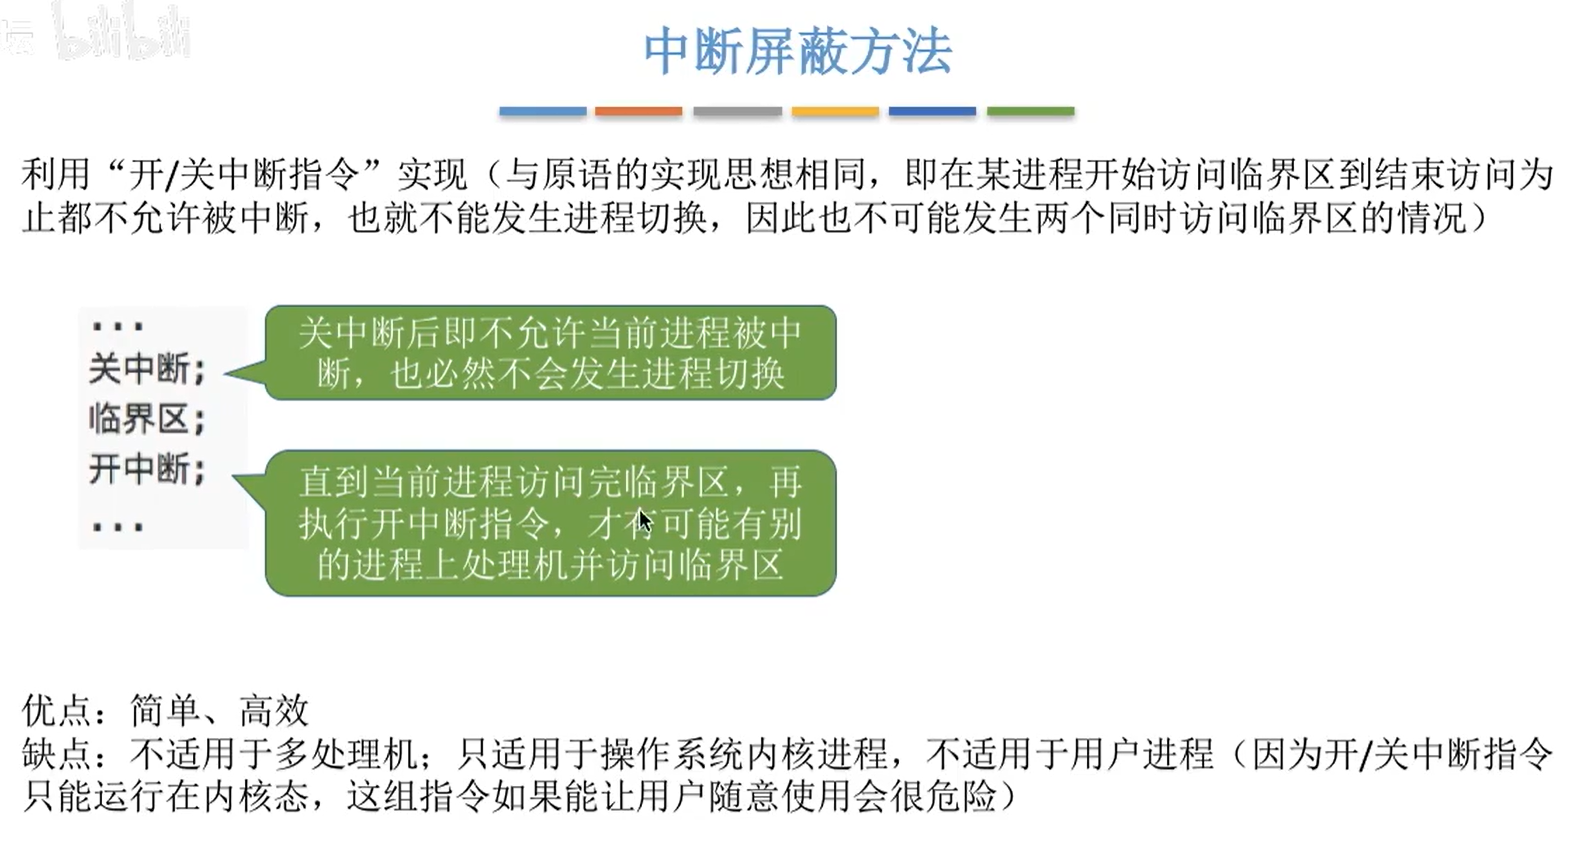 坛 bilibili
中断屏蔽方法
利用“开/关中断指令”实现（与原语的实现思想相同，即在某进程开始访问临界区到结束访问为
止都不允许被中断，也就不能发生进程切换，因此也不可能发生两个同时访问临界区的情况）
...
关中断;
临界区;
开中断;
...
关中断后即不允许当前进程被中
断，也必然不会发生进程切换
直到当前进程访问完临界区，再
执行开中断指令，才有可能有别
的进程上处理机并访问临界区
优点：简单、高效
缺点：不适用于多处理机；只适用于操作系统内核进程，不适用于用户进程（因为开/关中断指令
只能运行在内核态，这组指令如果能让用户随意使用会很危险）